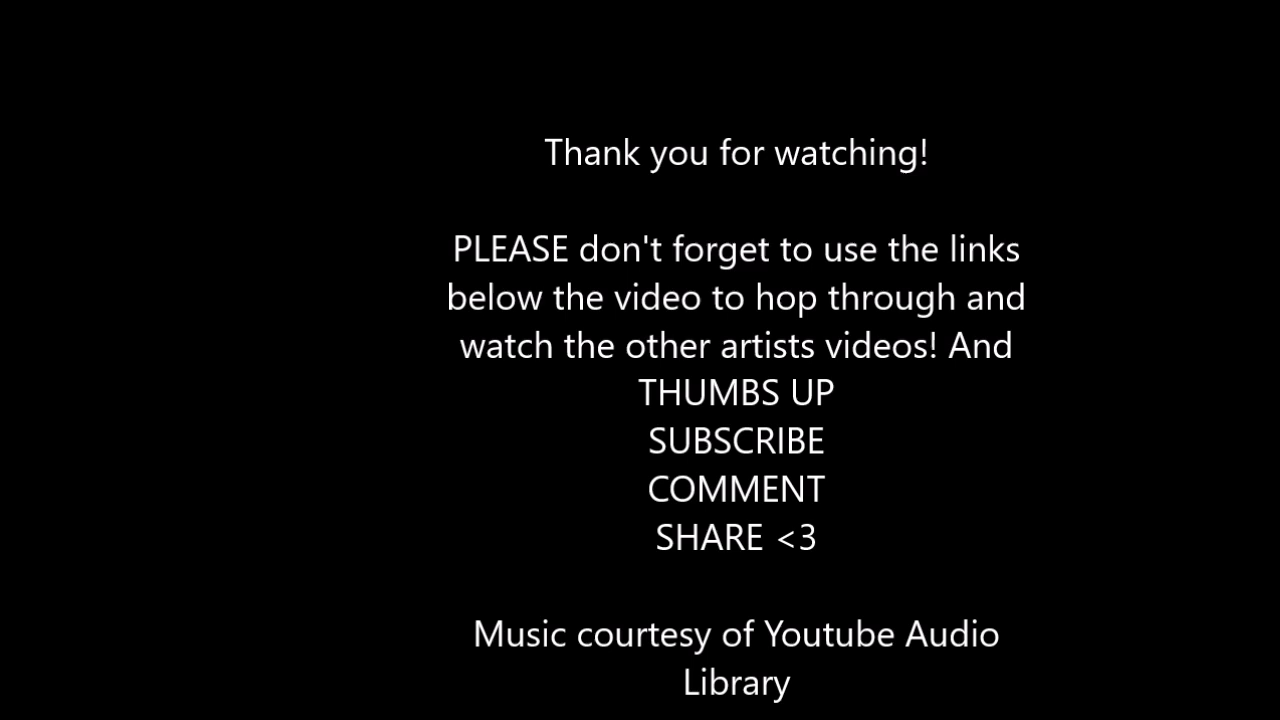 Thank you for watching!
PLEASE don't forget to use the links
below the video to hop through and
watch the other artists videos! And
THUMBS UP
SUBSCRIBE
COMMENT
SHARE <3
Music courtesy of Youtube Audio
Library